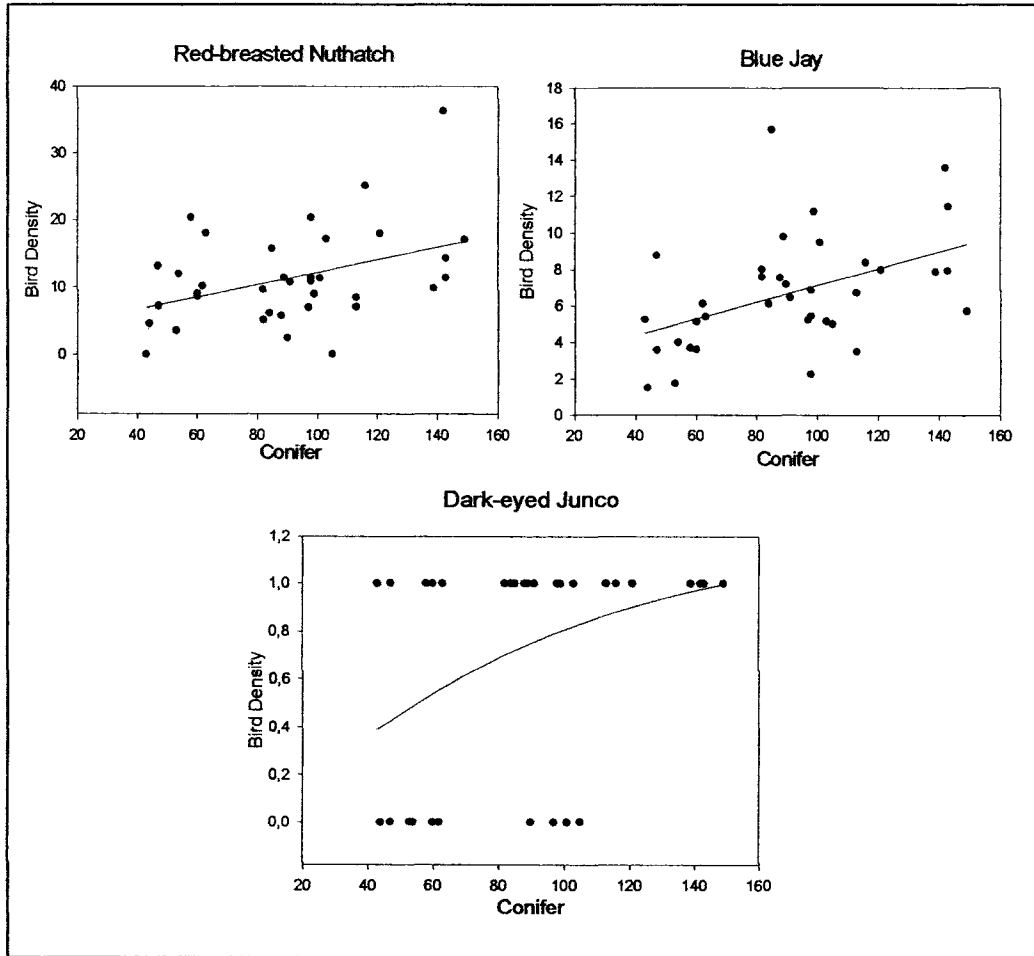 Red-breasted Nuthatch
Bird Density
40
30
20
10
0
20 40 60 80 100 120 140 160
Conifer
Blue Jay
Bird Density
18
16
14
12
10
8
6
4
2
0
20 40 60 80 100 120 140 160
Conifer
Dark-eyed Junco
Bird Density
1,2
1,0
0,8
0,6
0,4
0,2
0,0
20 40 60 80 100 120 140 160
Conifer